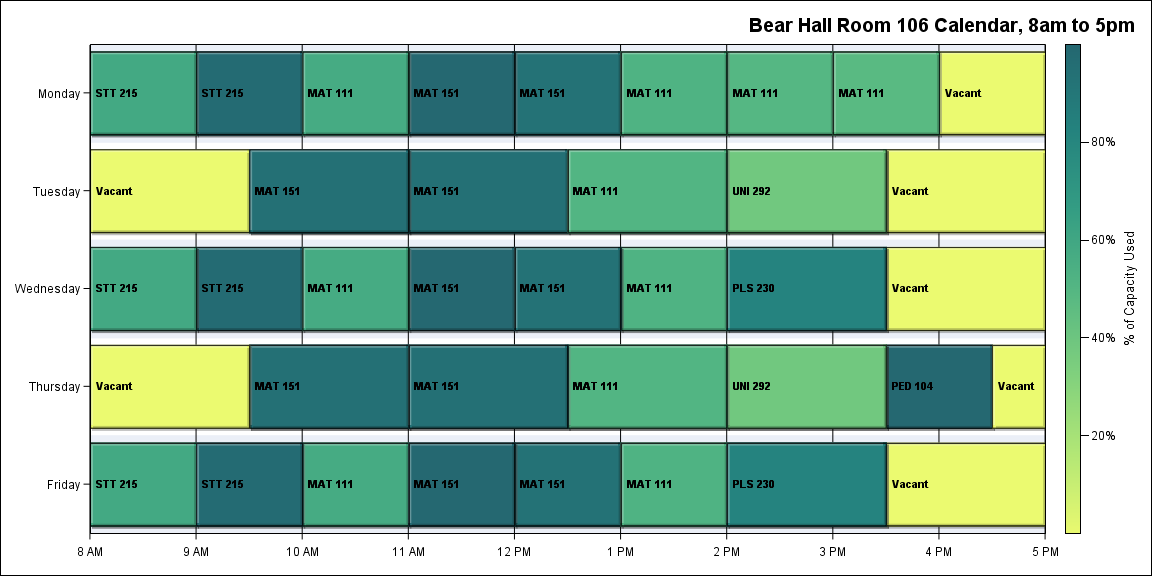 Bear Hall Room 106 Calendar, 8am to 5pm
Monday
STT 215
STT 215
MAT 111
MAT 151
MAT 151
MAT 111
MAT 111
MAT 111
Vacant
Tuesday
Vacant
MAT 151
MAT 151
MAT 111
UNI 292
Vacant
Wednesday
STT 215
STT 215
MAT 111
MAT 151
MAT 151
MAT 111
PLS 230
Vacant
Thursday
Vacant
MAT 151
MAT 151
MAT 111
UNI 292
PED 104
Vacant
Friday
STT 215
STT 215
MAT 111
MAT 151
MAT 151
MAT 111
PLS 230
Vacant
8 AM
9 AM
10 AM
11 AM
12 PM
1 PM
2 PM
3 PM
4 PM
5 PM
80%
60%
40%
20%
% of Capacity Used